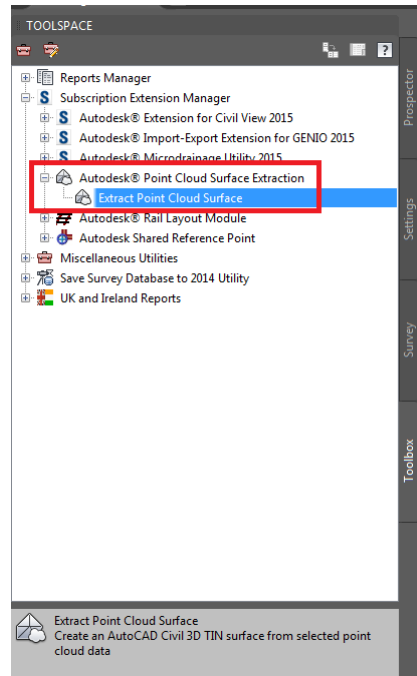 TOOLSPACE
?
Reports Manager
S Subscription Extension Manager
S Autodesk® Extension for Civil View 2015
S Autodesk® Import-Export Extension for GENIO 2015
S Autodesk® Microdrainage Utility 2015
Autodesk® Point Cloud Surface Extraction
Extract Point Cloud Surface
Autodesk® Rail Layout Module
Autodesk Shared Reference Point
Miscellaneous Utilities
Save Survey Database to 2014 Utility
UK and Ireland Reports
Prospector
Settings
Survey
Toolbox
Extract Point Cloud Surface
Create an AutoCAD Civil 3D TIN surface from selected point
cloud data